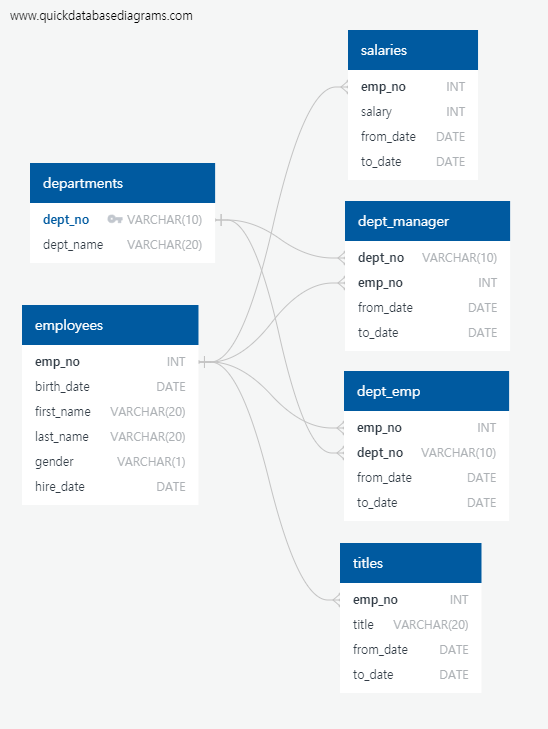 www.quickdatabasediagrams.com
salaries
emp_no INT
salary INT
from_date DATE
to_date DATE
departments
dept_no VARCHAR(10)
dept_name VARCHAR(20)
dept_manager
dept_no VARCHAR(10)
emp_no INT
from_date DATE
to_date DATE
employees
emp_no INT
birth_date DATE
first_name VARCHAR(20)
last_name VARCHAR(20)
gender VARCHAR(1)
hire_date DATE
dept_emp
emp_no INT
dept_no VARCHAR(10)
from_date DATE
to_date DATE
titles
emp_no INT
title VARCHAR(20)
from_date DATE
to_date DATE